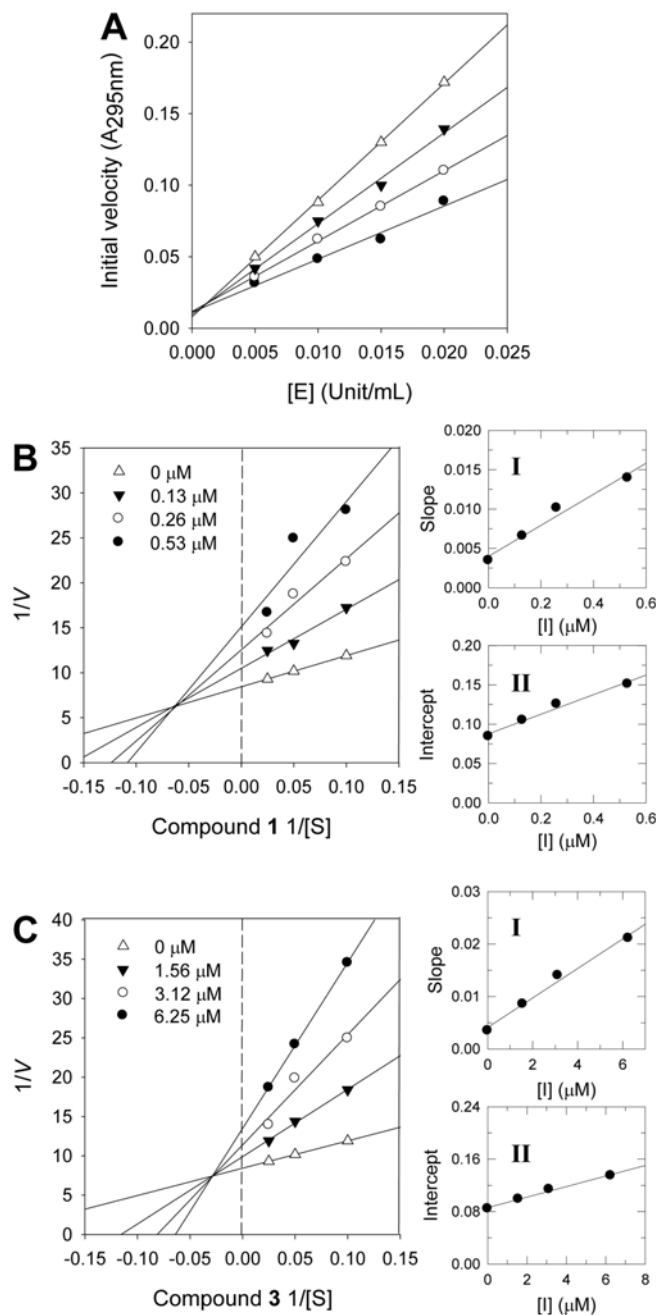 A
Initial velocity (A295nm)
0.20
0.15
0.10
0.05
0.00
0.000 0.005 0.010 0.015 0.020 0.025
[E] (Unit/mL)
B
1/V
35
30
25
20
15
10
5
0
0 μM
0.13 μM
0.26 μM
0.53 μM
-0.15 -0.10 -0.05 0.00 0.05 0.10 0.15
Compound 1 1/[S]
I
Slope
0.020
0.015
0.010
0.005
0.000
0.0 0.2 0.4 0.6
[I] (μM)
II
Intercept
0.20
0.15
0.10
0.05
0.00
0.0 0.2 0.4 0.6
[I] (μM)
C
1/V
40
35
30
25
20
15
10
5
0
0 μM
1.56 μM
3.12 μM
6.25 μM
-0.15 -0.10 -0.05 0.00 0.05 0.10 0.15
Compound 3 1/[S]
I
Slope
0.03
0.02
0.01
0.00
0 2 4 6
[I] (μM)
II
Intercept
0.24
0.16
0.08
0.00
0 2 4 6 8
[I] (μM)